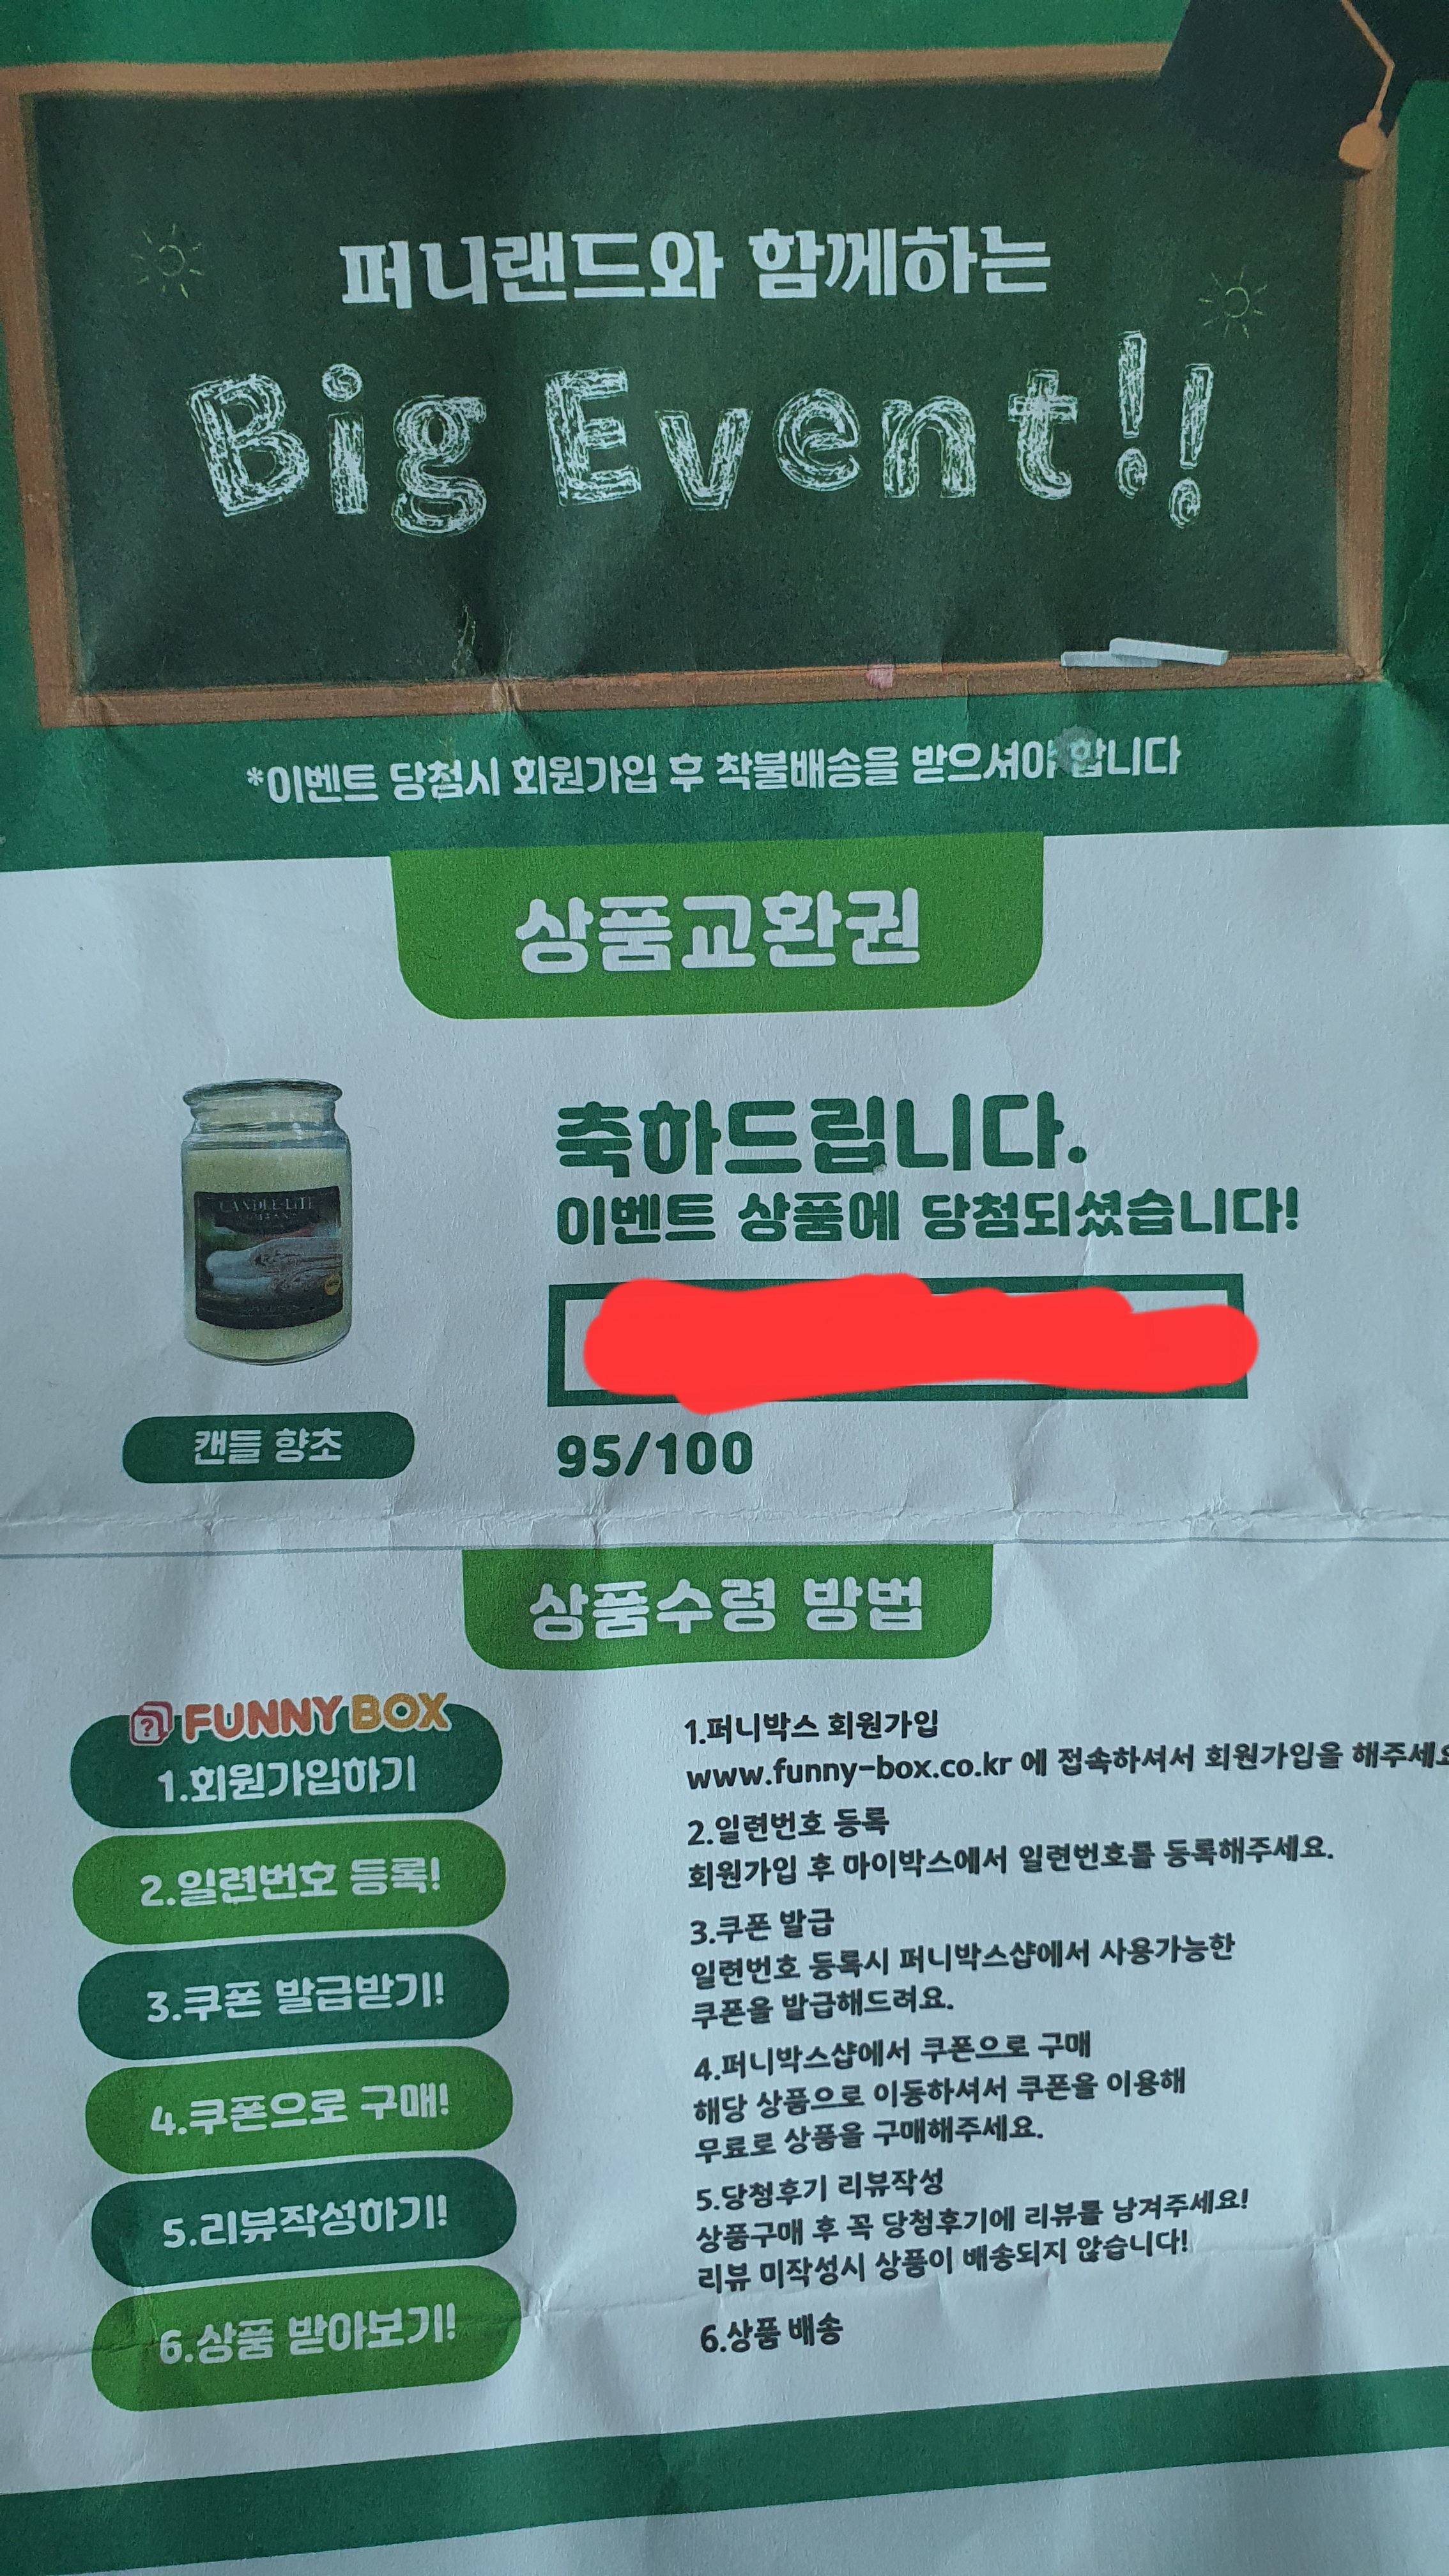 퍼니랜드와 함께하는
Big Event!!
*이벤트 당첨시 회원가입 후 착불배송을 받으셔야 합니다
상품교환권
CANDLE-LITE
축하드립니다.
이벤트 상품에 당첨되셨습니다!
캔들 향초
95/100
상품수령 방법
FUNNY BOX
1.회원가입하기
2.일련번호 등록!
3.쿠폰 발급받기!
4.쿠폰으로 구매!
5.리뷰작성하기!
6.상품 받아보기!
1.퍼니박스 회원가입
www.funny-box.co.kr 에 접속하셔서 회원가입을 해주세요
2.일련번호 등록
회원가입 후 마이박스에서 일련번호를 등록해주세요.
3.쿠폰 발급
일련번호 등록시 퍼니박스샵에서 사용가능한
쿠폰을 발급해드려요.
4.퍼니박스샵에서 쿠폰으로 구매
해당 상품으로 이동하셔서 쿠폰을 이용해
무료로 상품을 구매해주세요.
5.당첨후기 리뷰작성
상품구매 후 꼭 당첨후기에 리뷰를 남겨주세요!
리뷰 미작성시 상품이 배송되지 않습니다!
6.상품 배송